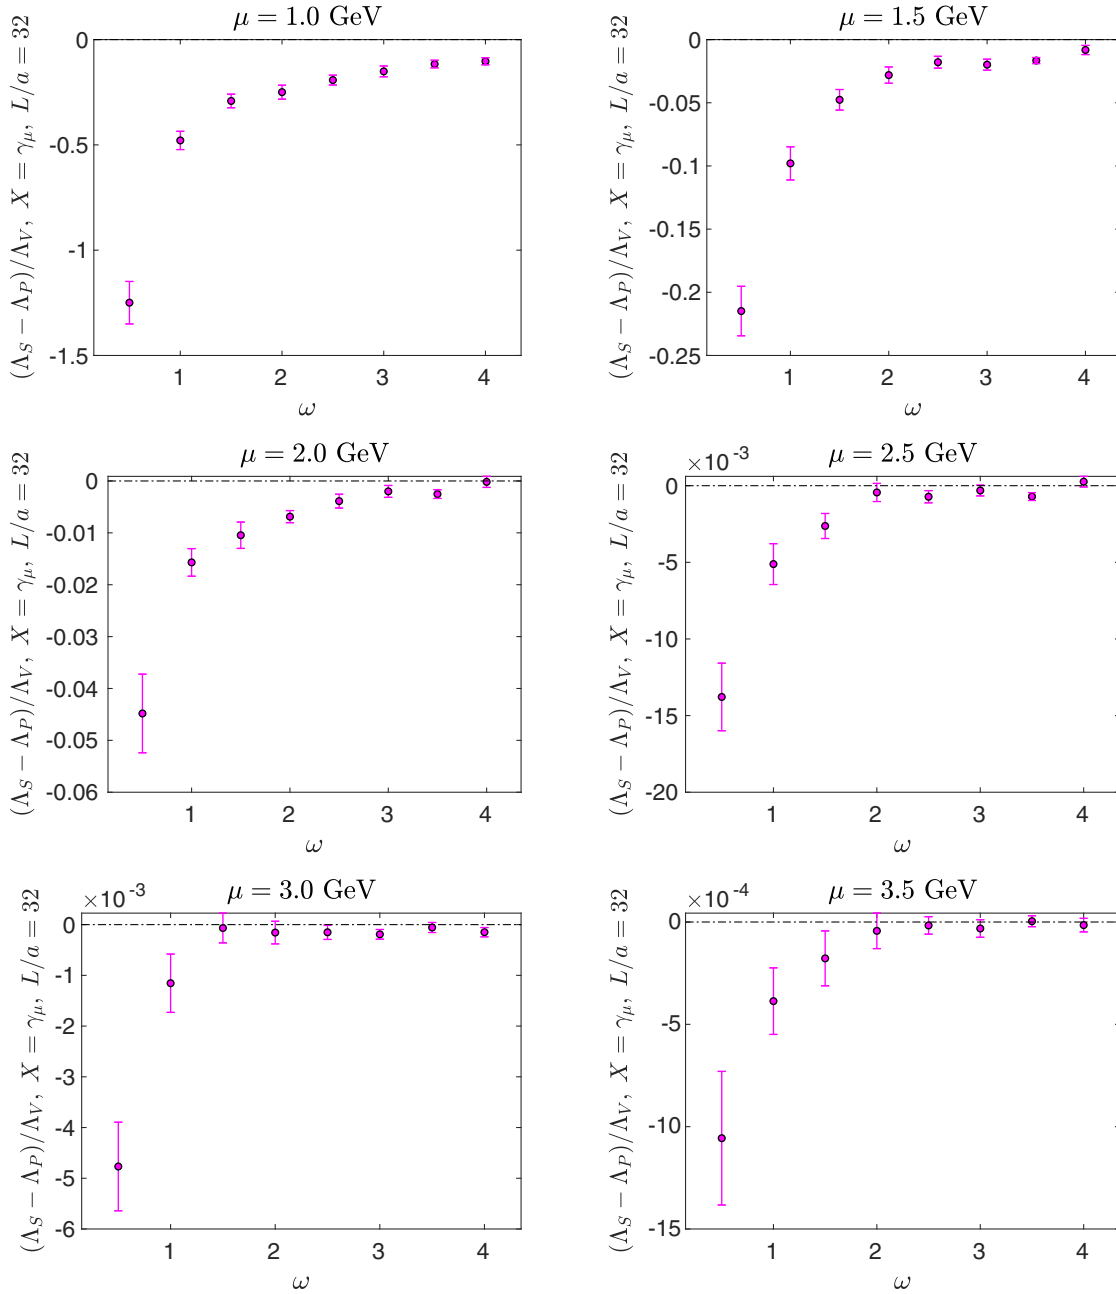 μ = 1.0 GeV
(Λ_S − Λ_P)/Λ_V, X = γ_μ, L/a = 32
0
-0.5
-1
-1.5
1 2 3 4
ω
μ = 1.5 GeV
(Λ_S − Λ_P)/Λ_V, X = γ_μ, L/a = 32
0
-0.05
-0.1
-0.15
-0.2
-0.25
1 2 3 4
ω
μ = 2.0 GeV
(Λ_S − Λ_P)/Λ_V, X = γ_μ, L/a = 32
0
-0.01
-0.02
-0.03
-0.04
-0.05
-0.06
1 2 3 4
ω
μ = 2.5 GeV
×10^-3
(Λ_S − Λ_P)/Λ_V, X = γ_μ, L/a = 32
0
-5
-10
-15
-20
1 2 3 4
ω
μ = 3.0 GeV
×10^-3
(Λ_S − Λ_P)/Λ_V, X = γ_μ, L/a = 32
0
-1
-2
-3
-4
-5
-6
1 2 3 4
ω
μ = 3.5 GeV
×10^-4
(Λ_S − Λ_P)/Λ_V, X = γ_μ, L/a = 32
0
-5
-10
-15
1 2 3 4
ω